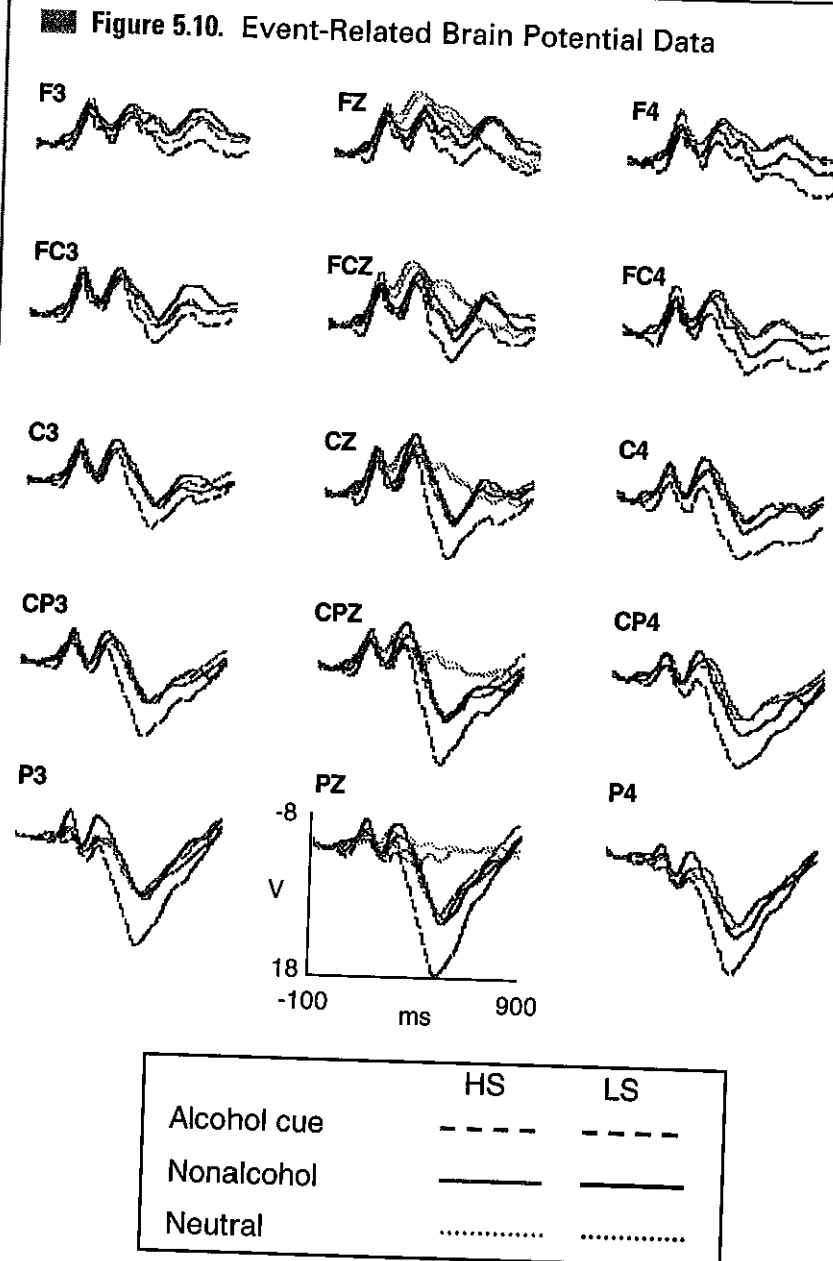 Figure 5.10. Event-Related Brain Potential Data
F3 FZ F4
FC3 FCZ FC4
C3 CZ C4
CP3 CPZ CP4
P3 PZ P4
-8
V
18
-100 ms 900
HS LS
Alcohol cue
Nonalcohol
Neutral